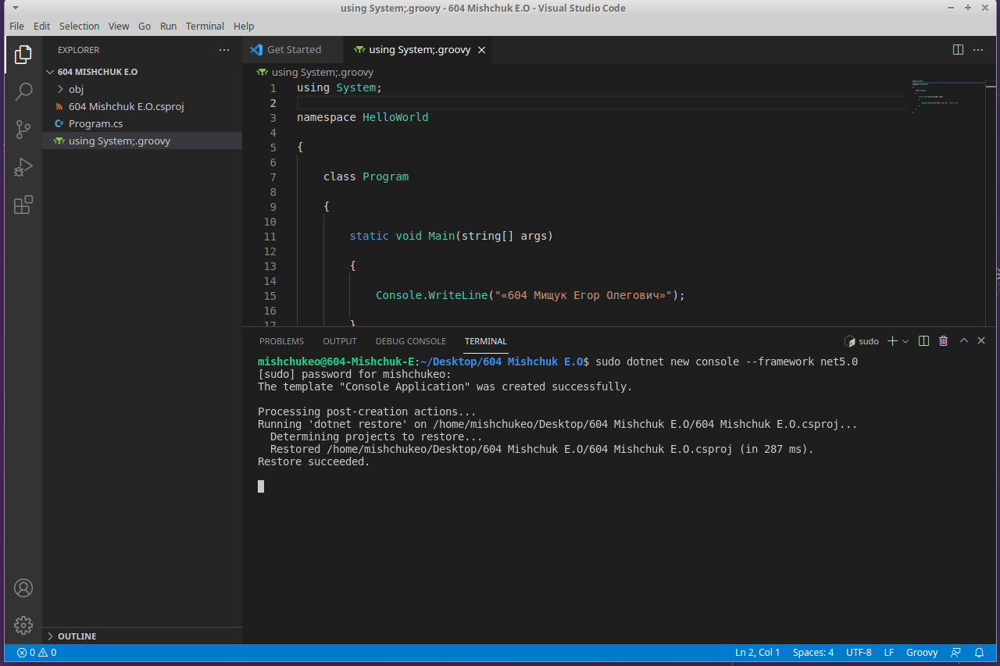 using System;.groovy - 604 Mishchuk E.O - Visual Studio Code
File Edit Selection View Go Run Terminal Help
EXPLORER
604 MISHCHUK E.O
obj
604 Mishchuk E.O.csproj
Program.cs
using System;.groovy
OUTLINE
Get Started
using System;.groovy
using System;.groovy
1 using System;
2
3 namespace HelloWorld
4
5 {
6
7 class Program
8
9 {
10
11 static void Main(string[] args)
12
13 {
14
15 Console.WriteLine("«604 Мищук Егор Олегович»");
16
17 }
PROBLEMS OUTPUT DEBUG CONSOLE TERMINAL
sudo
mishchukeo@604-Mishchuk-E:~/Desktop/604 Mishchuk E.O$ sudo dotnet new console --framework net5.0
[sudo] password for mishchukeo:
The template "Console Application" was created successfully.
Processing post-creation actions...
Running 'dotnet restore' on /home/mishchukeo/Desktop/604 Mishchuk E.O/604 Mishchuk E.O.csproj...
Determining projects to restore...
Restored /home/mishchukeo/Desktop/604 Mishchuk E.O/604 Mishchuk E.O.csproj (in 287 ms).
Restore succeeded.
0 0
Ln 2, Col 1 Spaces: 4 UTF-8 LF Groovy